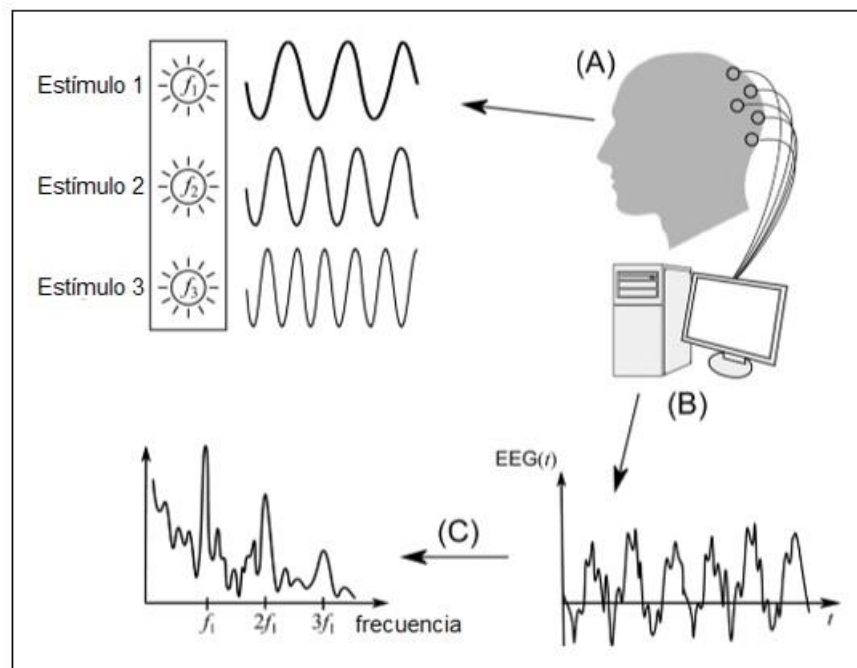 Estímulo 1
f₁
(A)
Estímulo 2
f₂
Estímulo 3
f₃
(B)
EEG(t)
(C)
f₁ 2f₁ 3f₁ frecuencia
t